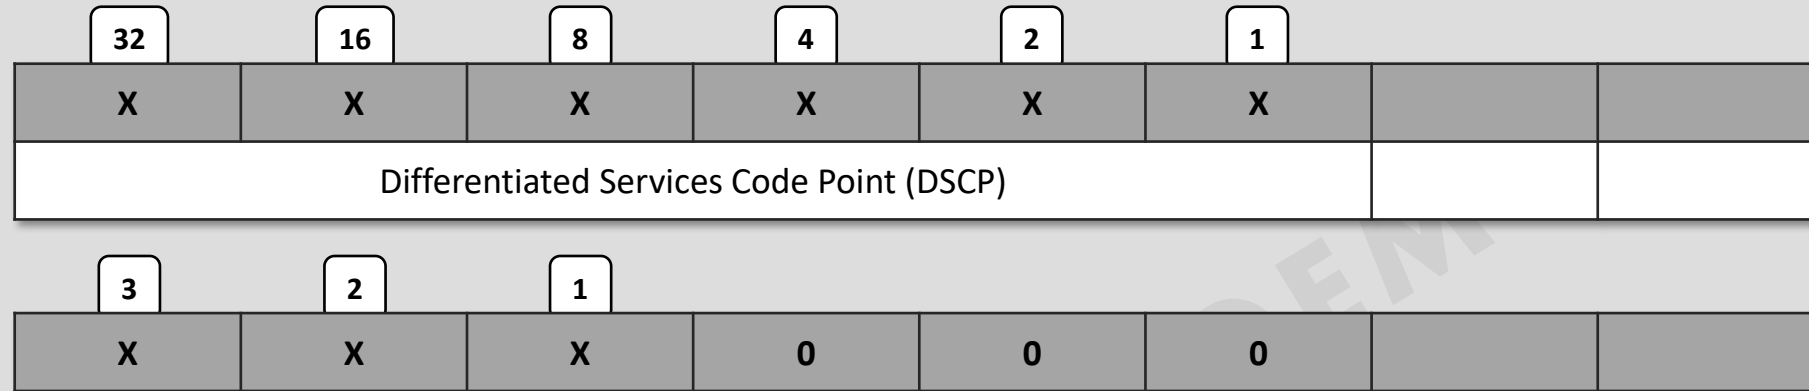 32 16 8 4 2 1
X X X X X X
Differentiated Services Code Point (DSCP)
3 2 1
X X X 0 0 0